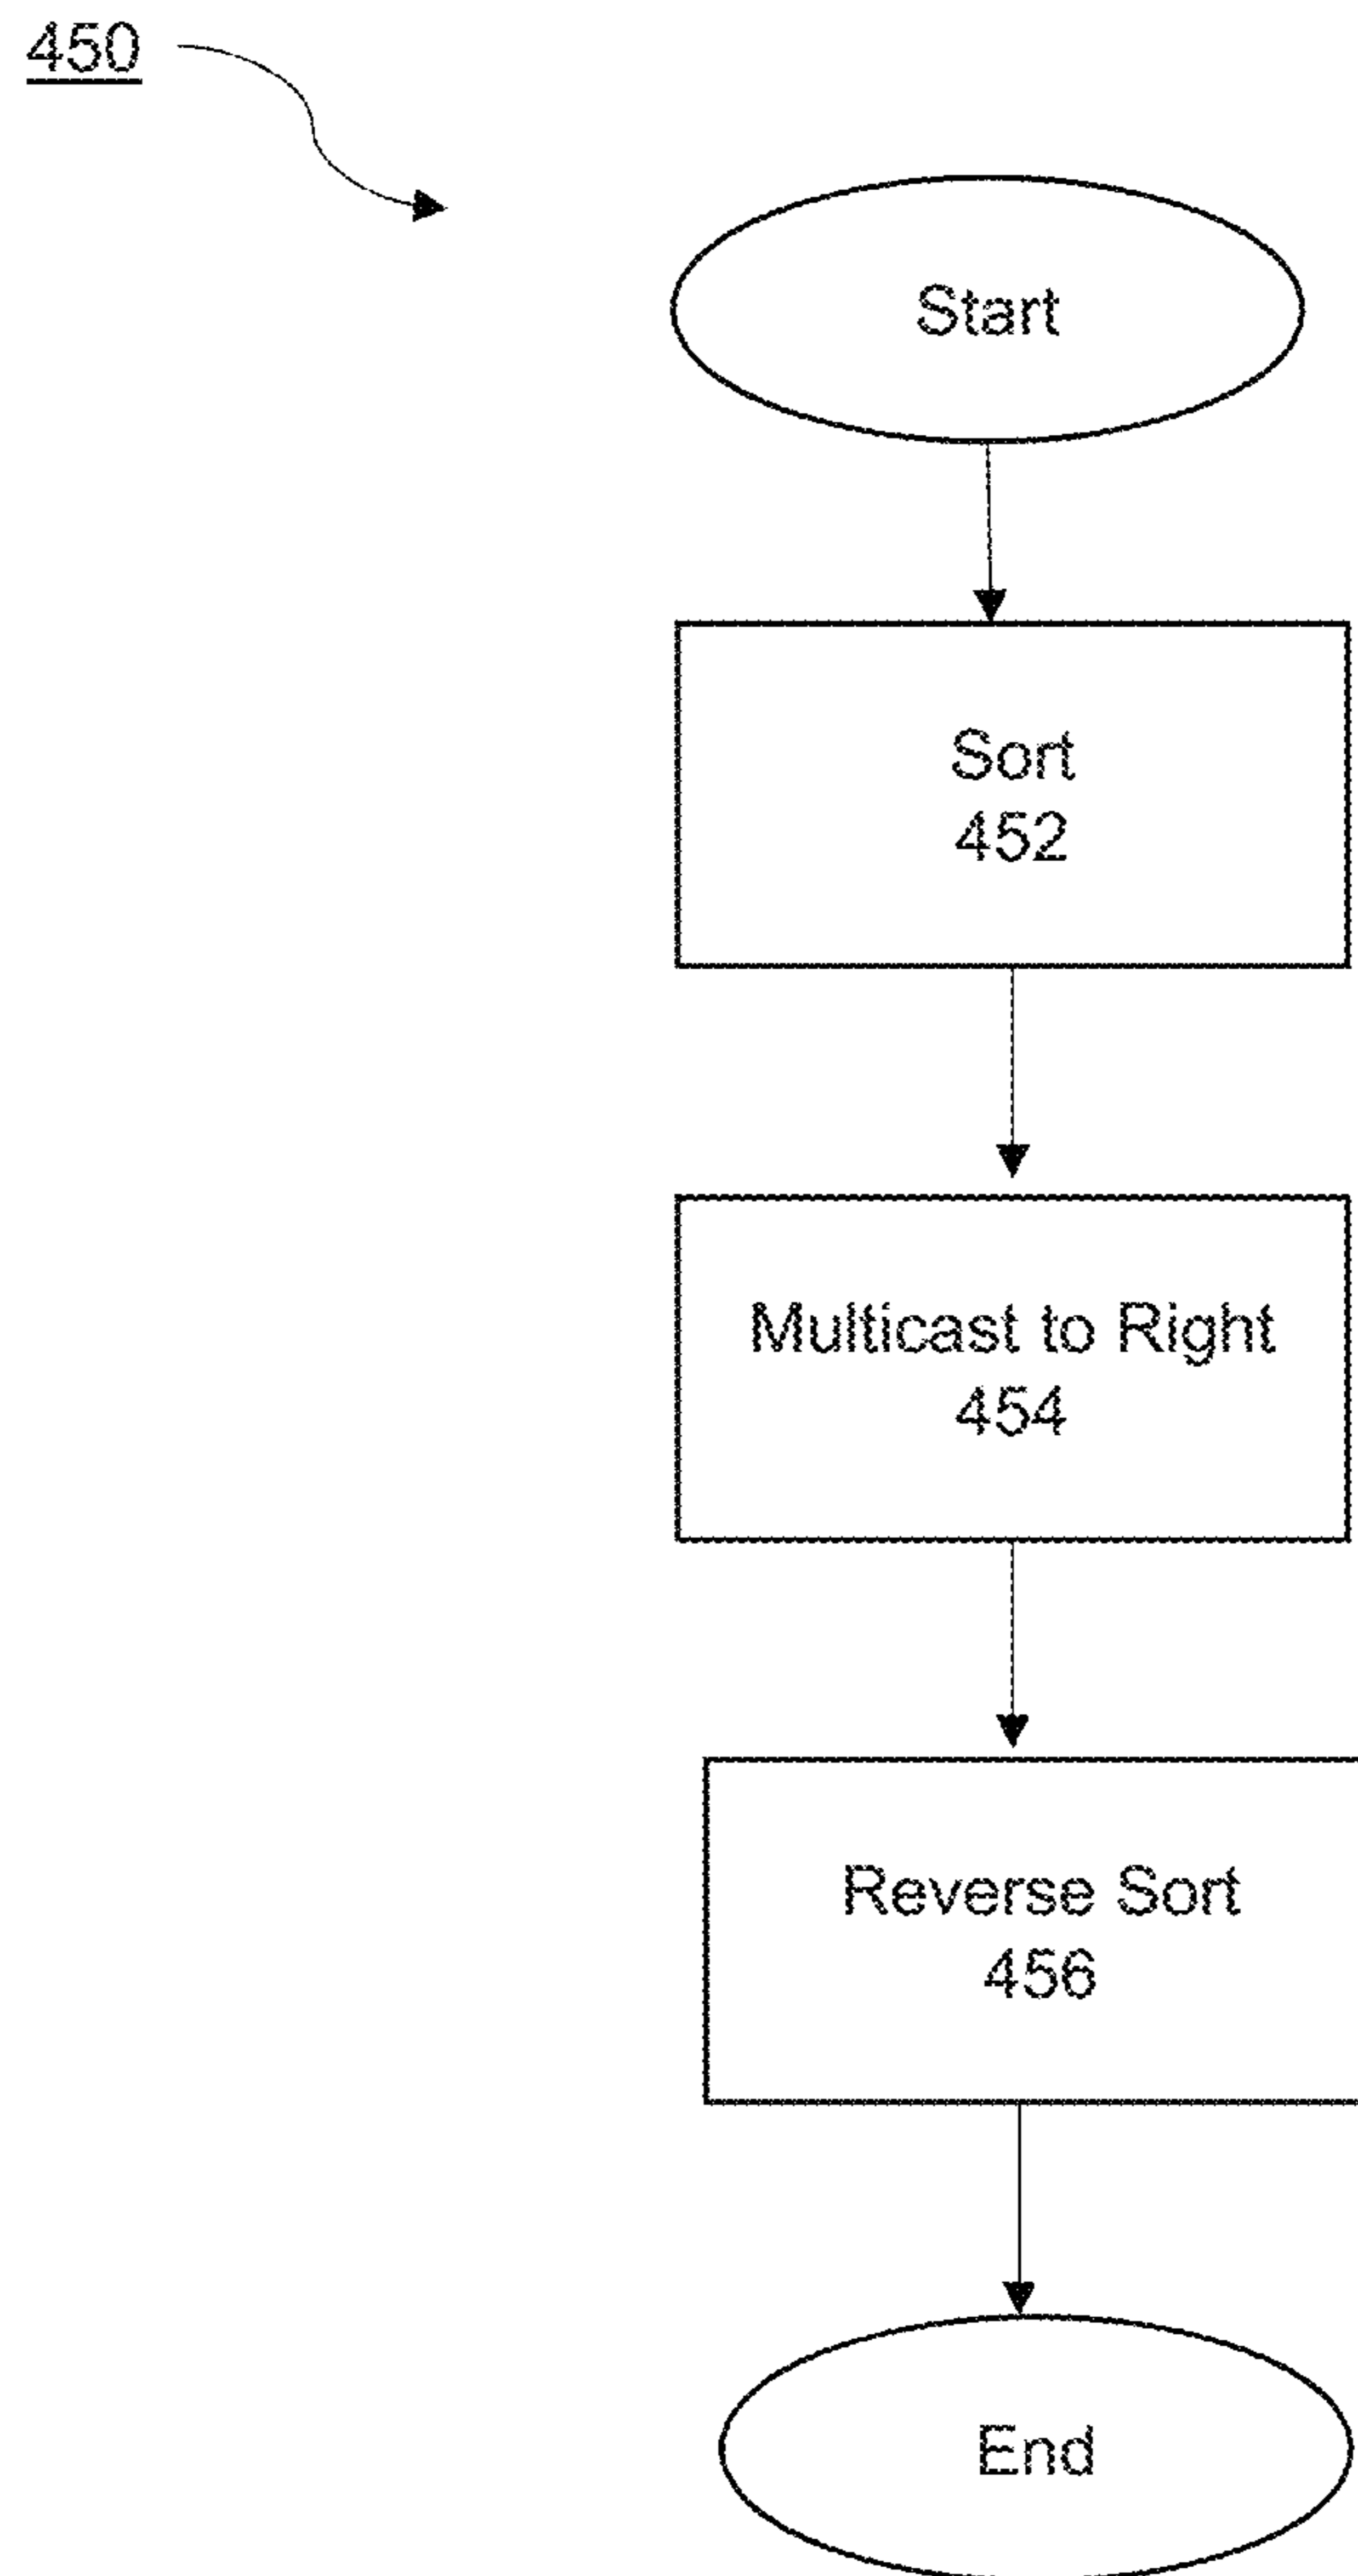 450
Start
Sort
452
Multicast to Right
454
Reverse Sort
456
End